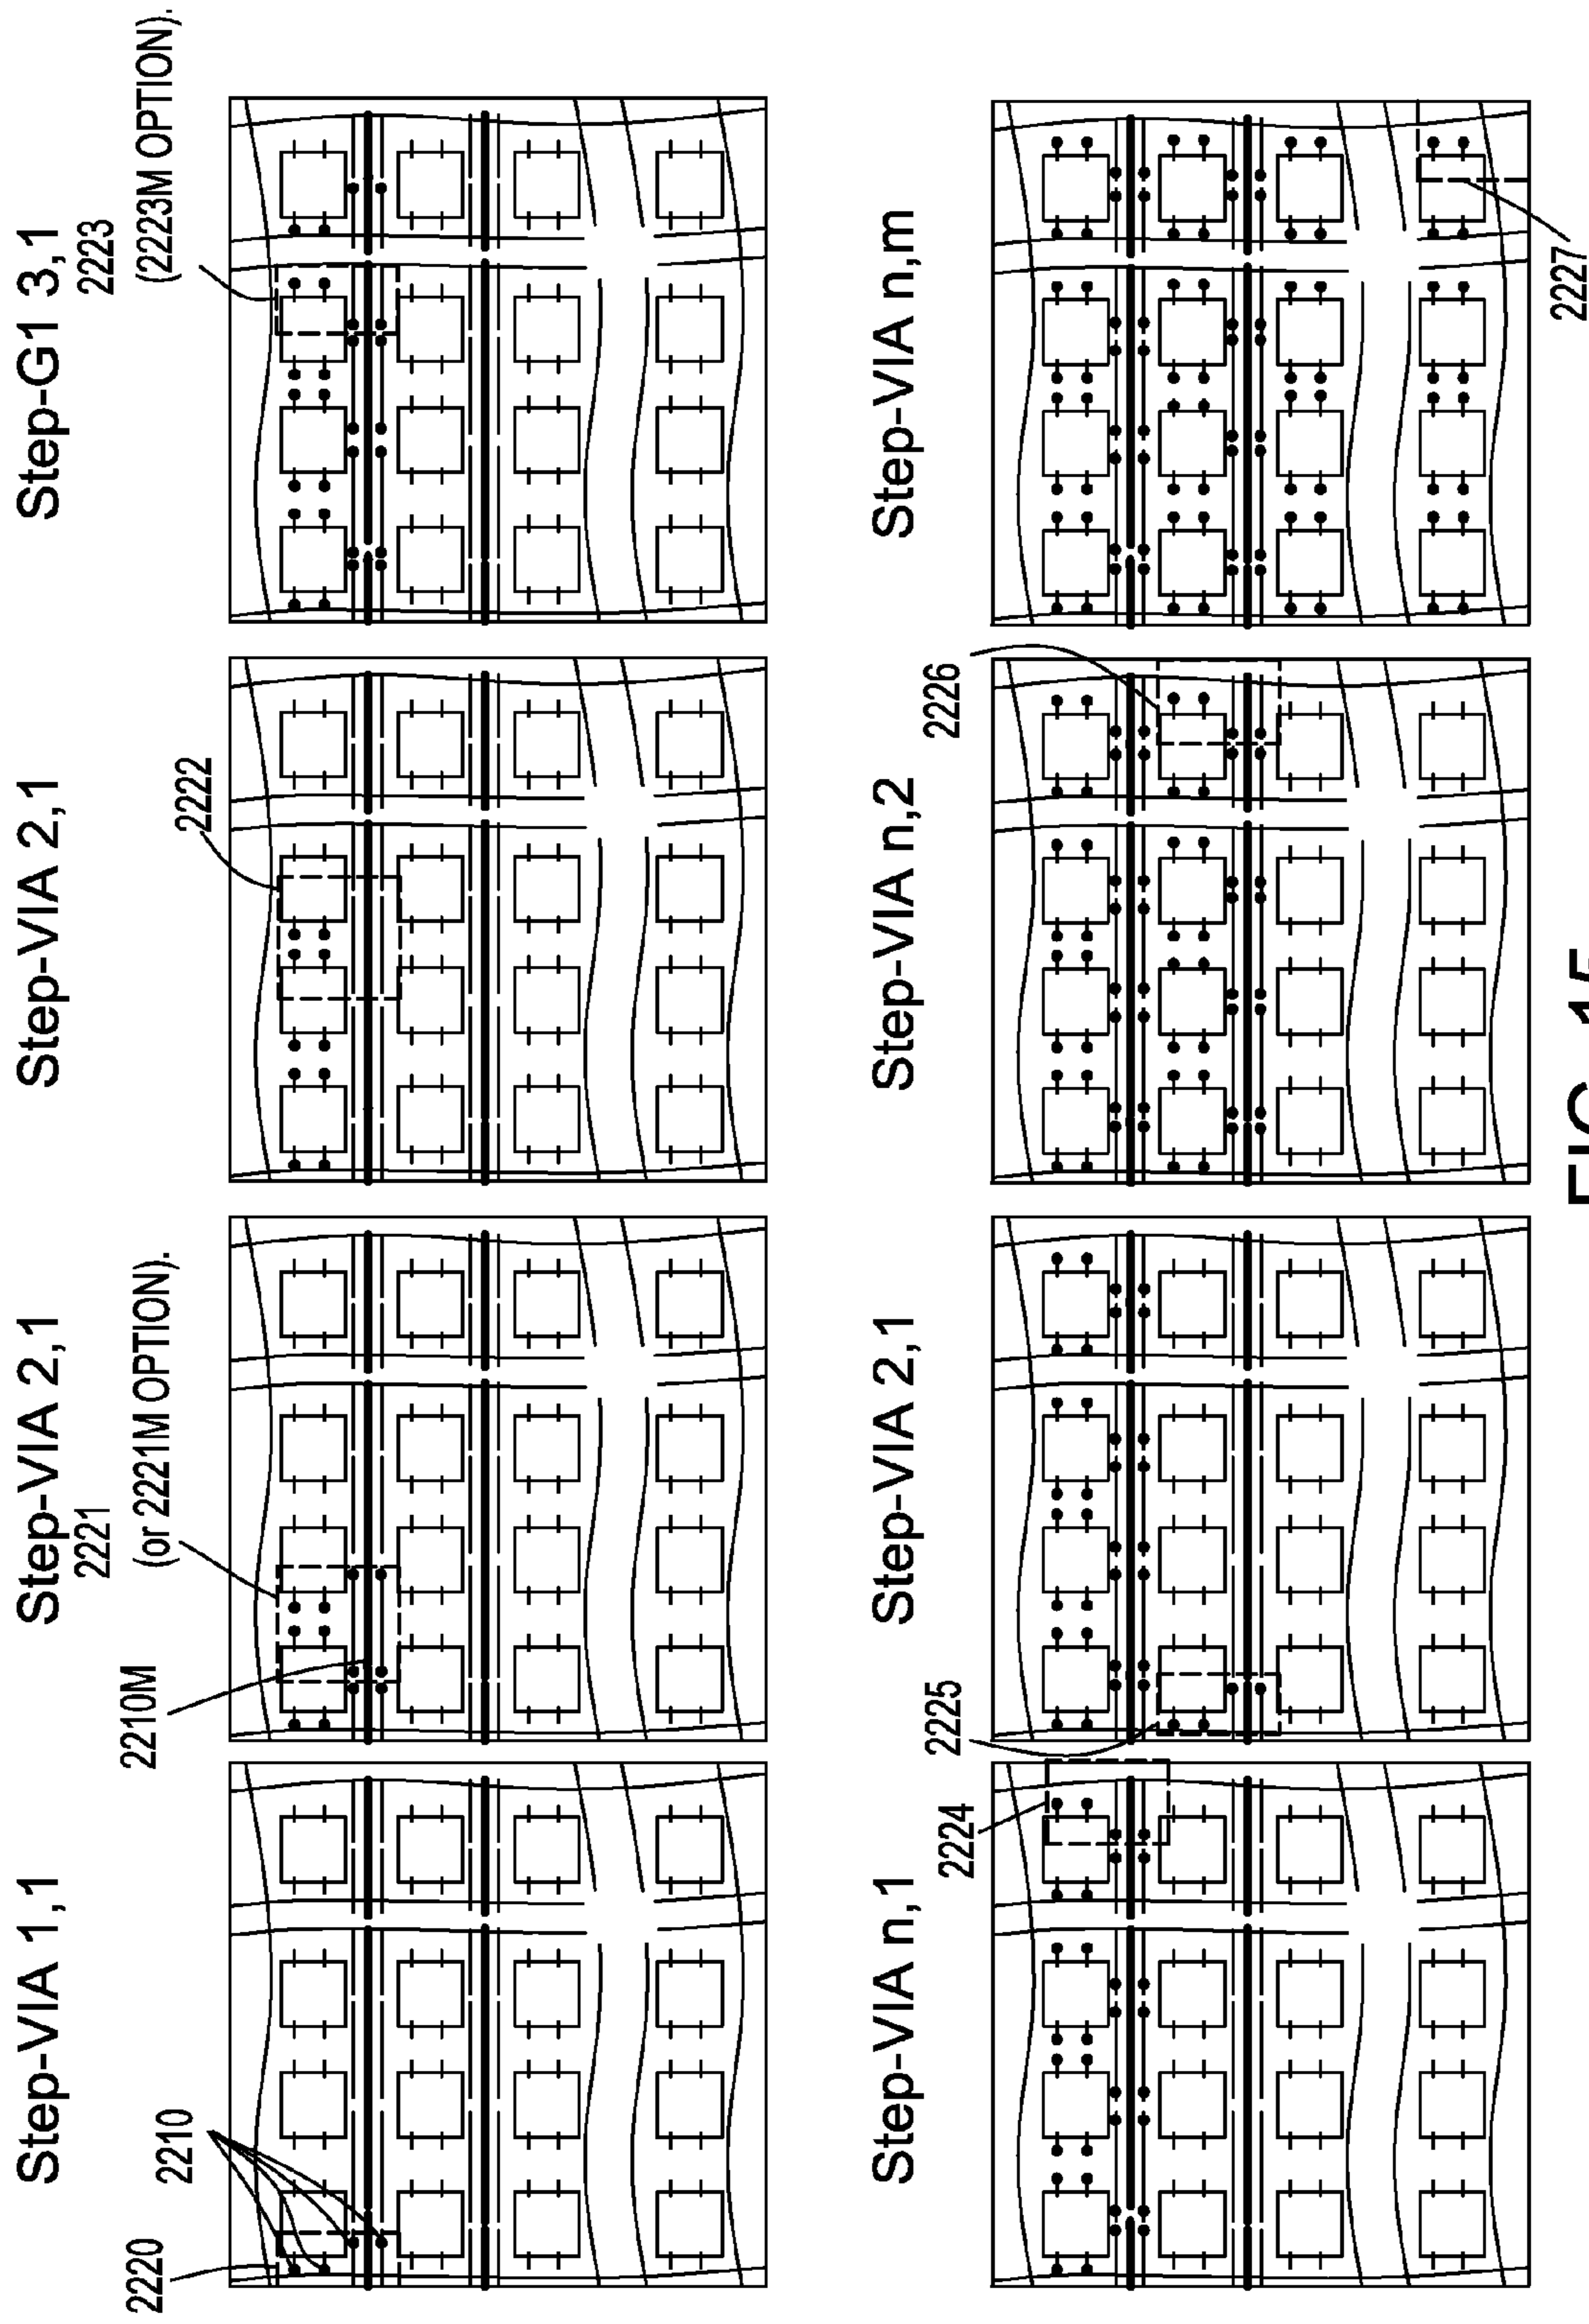 Step-VIA 1,1
Step-VIA 2,1
Step-VIA 2,1
Step-G1 3,1
2221
2223
(or 2221M OPTION).
(2223M OPTION).
2220
2210
2210M
2222
Step-VIA n,1
Step-VIA 2,1
Step-VIA n,2
Step-VIA n,m
2224
2225
2226
2227
FIG. 15